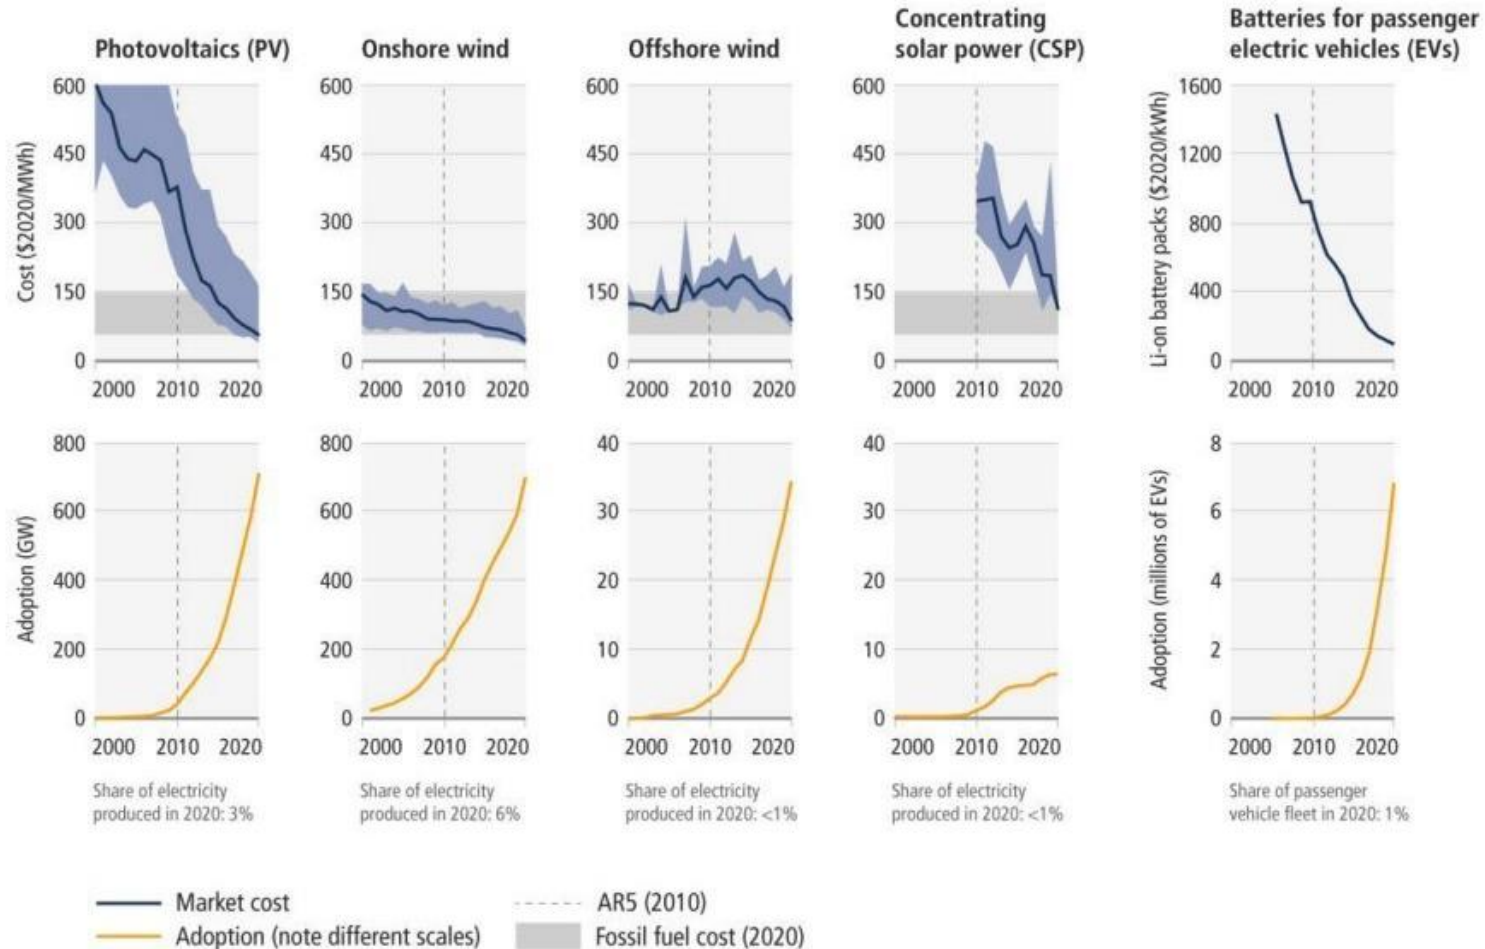 Photovoltaics (PV)
Onshore wind
Offshore wind
Concentrating
solar power (CSP)
Batteries for passenger
electric vehicles (EVs)
Cost ($2020/MWh)
600
450
300
150
0
2000 2010 2020
600
450
300
150
0
2000 2010 2020
600
450
300
150
0
2000 2010 2020
600
450
300
150
0
2000 2010 2020
Li-on battery packs ($2020/kWh)
1600
1200
800
400
0
2000 2010 2020
Adoption (GW)
800
600
400
200
0
2000 2010 2020
800
600
400
200
0
2000 2010 2020
40
30
20
10
0
2000 2010 2020
40
30
20
10
0
2000 2010 2020
Adoption (millions of EVs)
8
6
4
2
0
2000 2010 2020
Share of electricity
produced in 2020: 3%
Share of electricity
produced in 2020: 6%
Share of electricity
produced in 2020: <1%
Share of electricity
produced in 2020: <1%
Share of passenger
vehicle fleet in 2020: 1%
Market cost
Adoption (note different scales)
AR5 (2010)
Fossil fuel cost (2020)